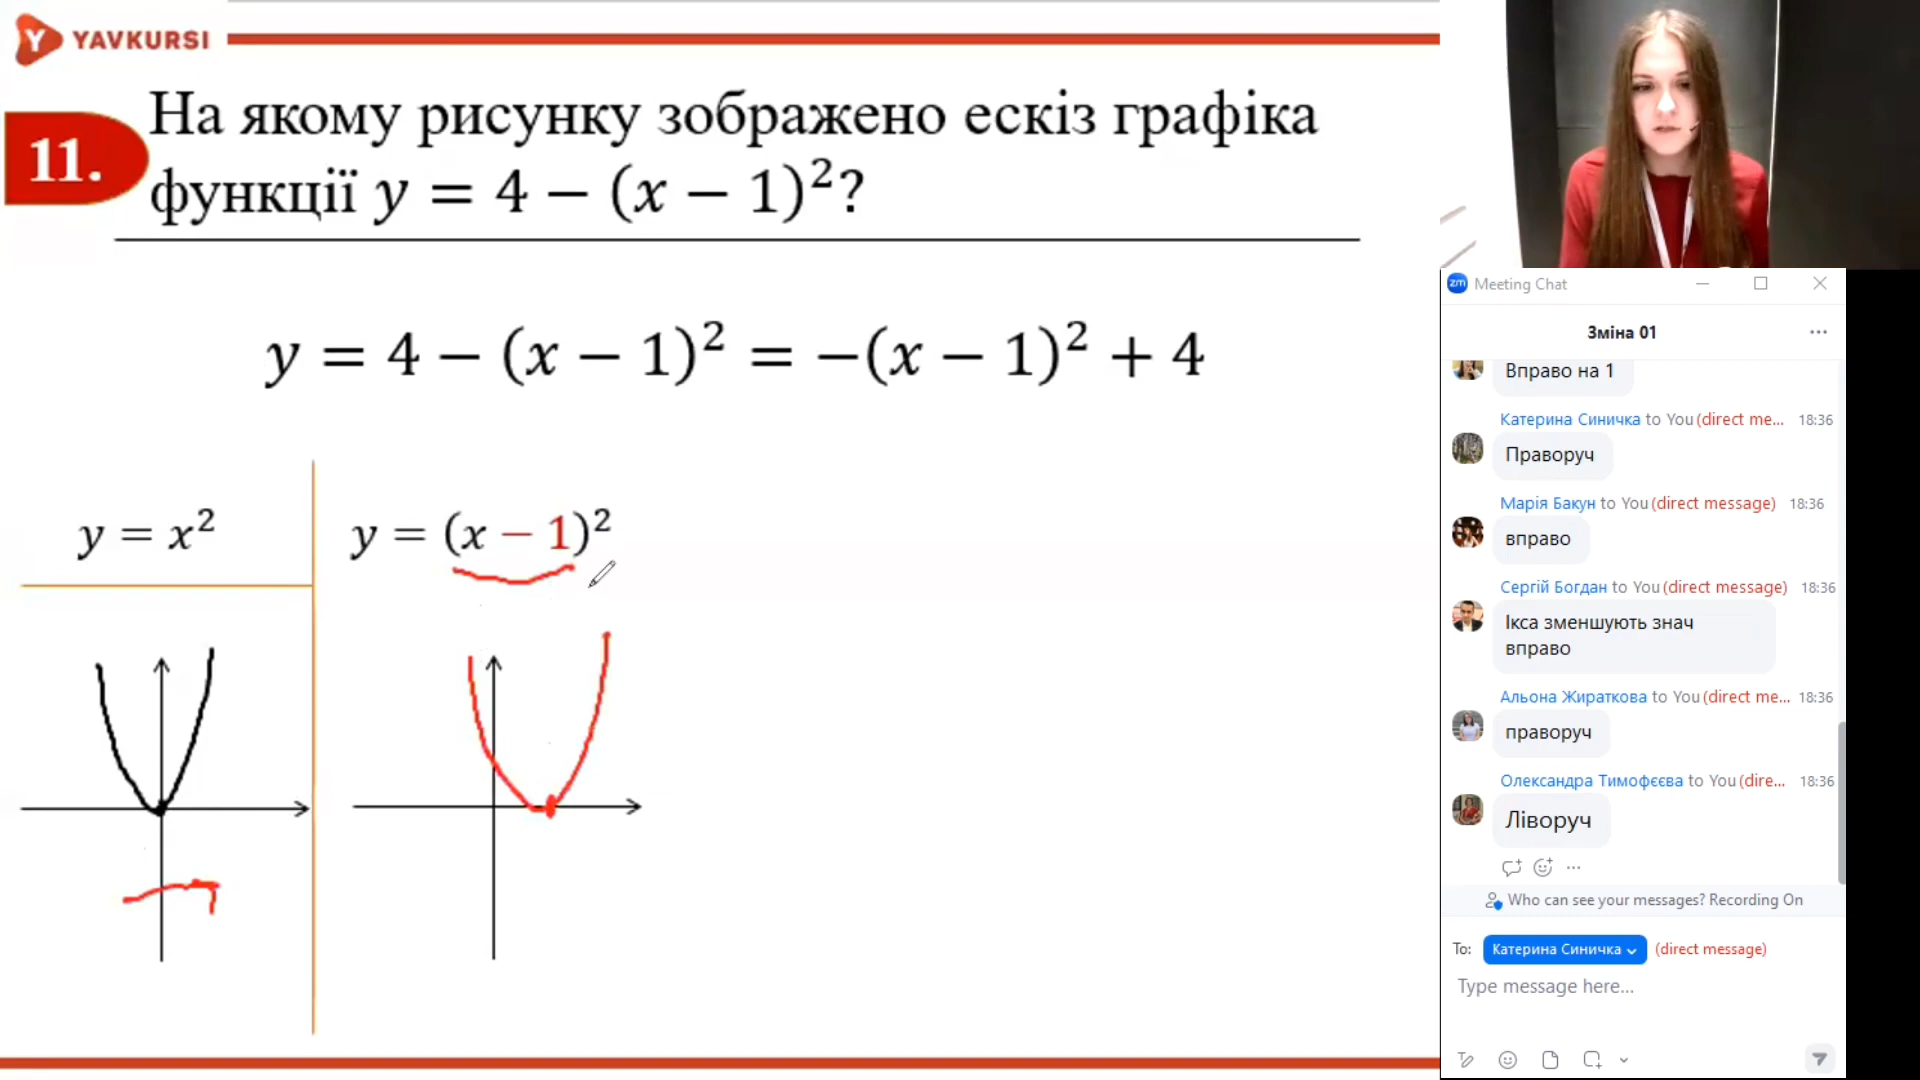 YAVKURSI
11.
На якому рисунку зображено ескіз графіка
функції y = 4 − (x − 1)²?
y = 4 − (x − 1)² = −(x − 1)² + 4
y = x²
y = (x − 1)²
zm Meeting Chat
Зміна 01
Вправо на 1
Катерина Синичка to You (direct me... 18:36
Праворуч
Марія Бакун to You (direct message) 18:36
вправо
Сергій Богдан to You (direct message) 18:36
Ікса зменшують знач
вправо
Альона Жираткова to You (direct me... 18:36
праворуч
Олександра Тимофєєва to You (dire... 18:36
Ліворуч
Who can see your messages? Recording On
To: Катерина Синичка (direct message)
Type message here...